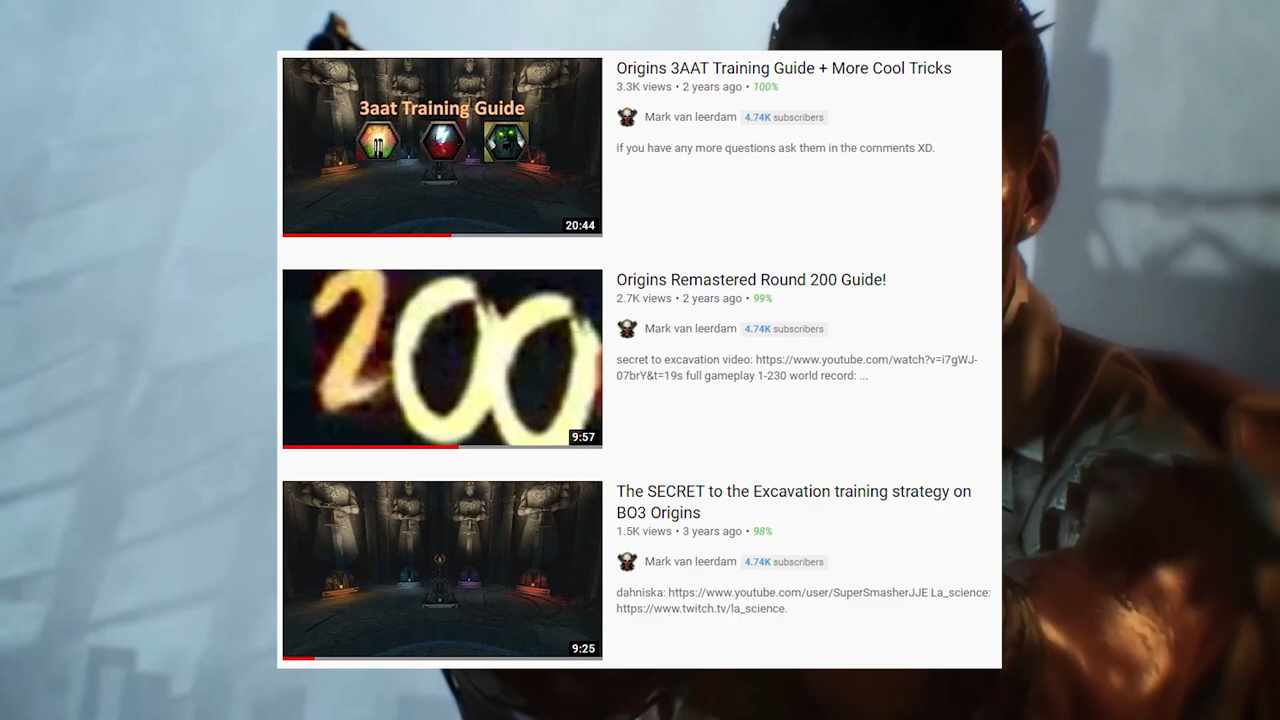 3aat Training Guide
20:44
Origins 3AAT Training Guide + More Cool Tricks
3.3K views • 2 years ago • 100%
Mark van leerdam 4.74K subscribers
if you have any more questions ask them in the comments XD.
200
9:57
Origins Remastered Round 200 Guide!
2.7K views • 2 years ago • 99%
Mark van leerdam 4.74K subscribers
secret to excavation video: https://www.youtube.com/watch?v=i7gWJ-
07brY&t=19s full gameplay 1-230 world record: ...
9:25
The SECRET to the Excavation training strategy on
BO3 Origins
1.5K views • 3 years ago • 98%
Mark van leerdam 4.74K subscribers
dahniska: https://www.youtube.com/user/SuperSmasherJJE La_science:
https://www.twitch.tv/la_science.